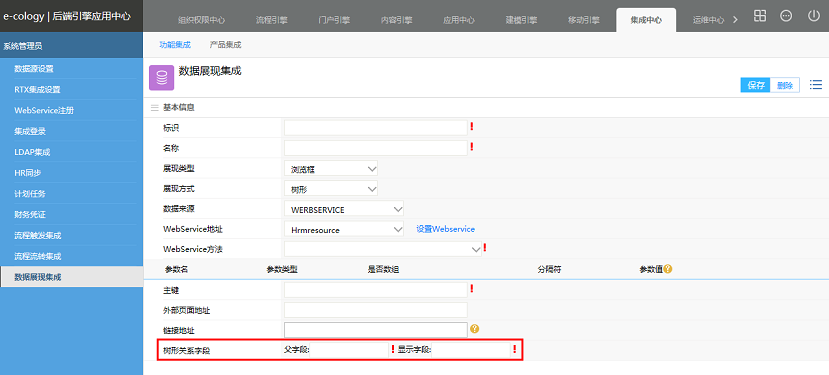 e-cology | 后端引擎应用中心
组织权限中心 流程引擎 门户引擎 内容引擎 应用中心 建模引擎 移动引擎 集成中心 运维中心
系统管理员
功能集成 产品集成
数据源设置
RTX集成设置
WebService注册
集成登录
LDAP集成
HR同步
计划任务
财务凭证
流程触发集成
流程流转集成
数据展现集成
数据展现集成
保存 删除
基本信息
标识 !
名称 !
展现类型 浏览框
展现方式 树形
数据来源 WERBSERVICE
WebService地址 Hrmresource 设置Webservice
WebService方法 !
参数名 参数类型 是否数组 分隔符 参数值 ?
主键 !
外部页面地址
链接地址 ?
树形关系字段 父字段: ! 显示字段: !